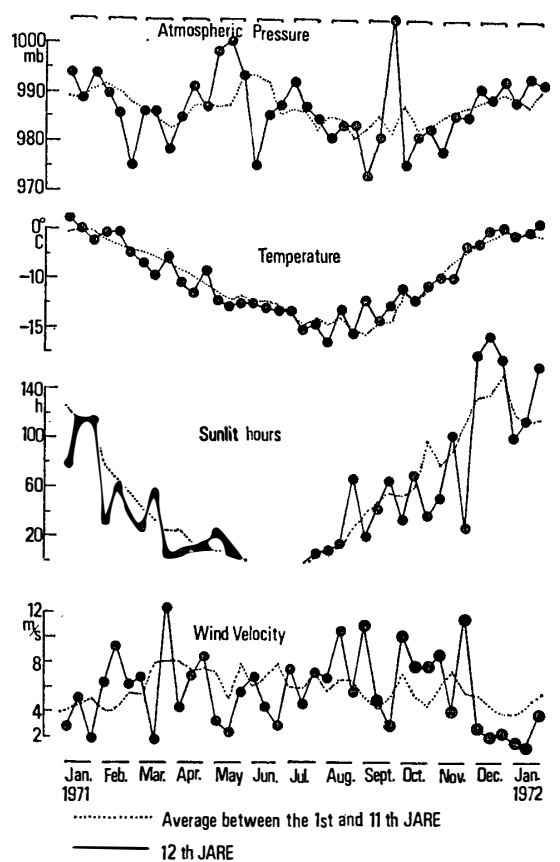 Atmospheric Pressure
1000
mb
990
980
970
0°
C
Temperature
-10
-15
140
h
100
Sunlit hours
60
20
12
m/s
Wind Velocity
8
4
2
Jan. Feb. Mar. Apr. May Jun. Jul. Aug. Sept. Oct. Nov. Dec. Jan.
1971 1972
Average between the 1st and 11 th JARE
12 th JARE